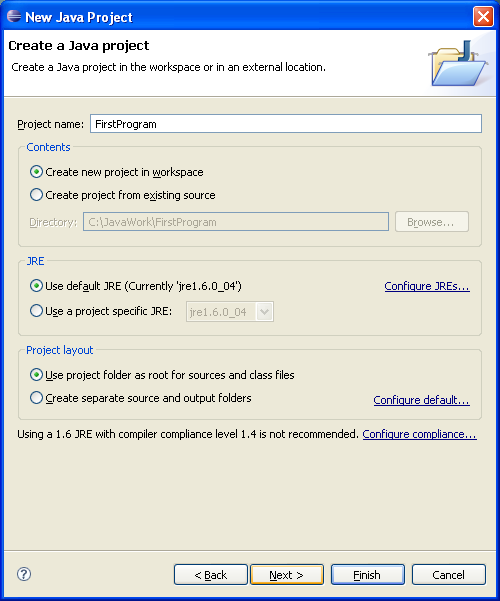 New Java Project
Create a Java project
Create a Java project in the workspace or in an external location.
Project name: FirstProgram
Contents
Create new project in workspace
Create project from existing source
Directory: C:\JavaWork\FirstProgram Browse...
JRE
Use default JRE (Currently 'jre1.6.0_04') Configure JREs...
Use a project specific JRE: jre1.6.0_04
Project layout
Use project folder as root for sources and class files
Create separate source and output folders Configure default...
Using a 1.6 JRE with compiler compliance level 1.4 is not recommended. Configure compliance...
? < Back Next > Finish Cancel